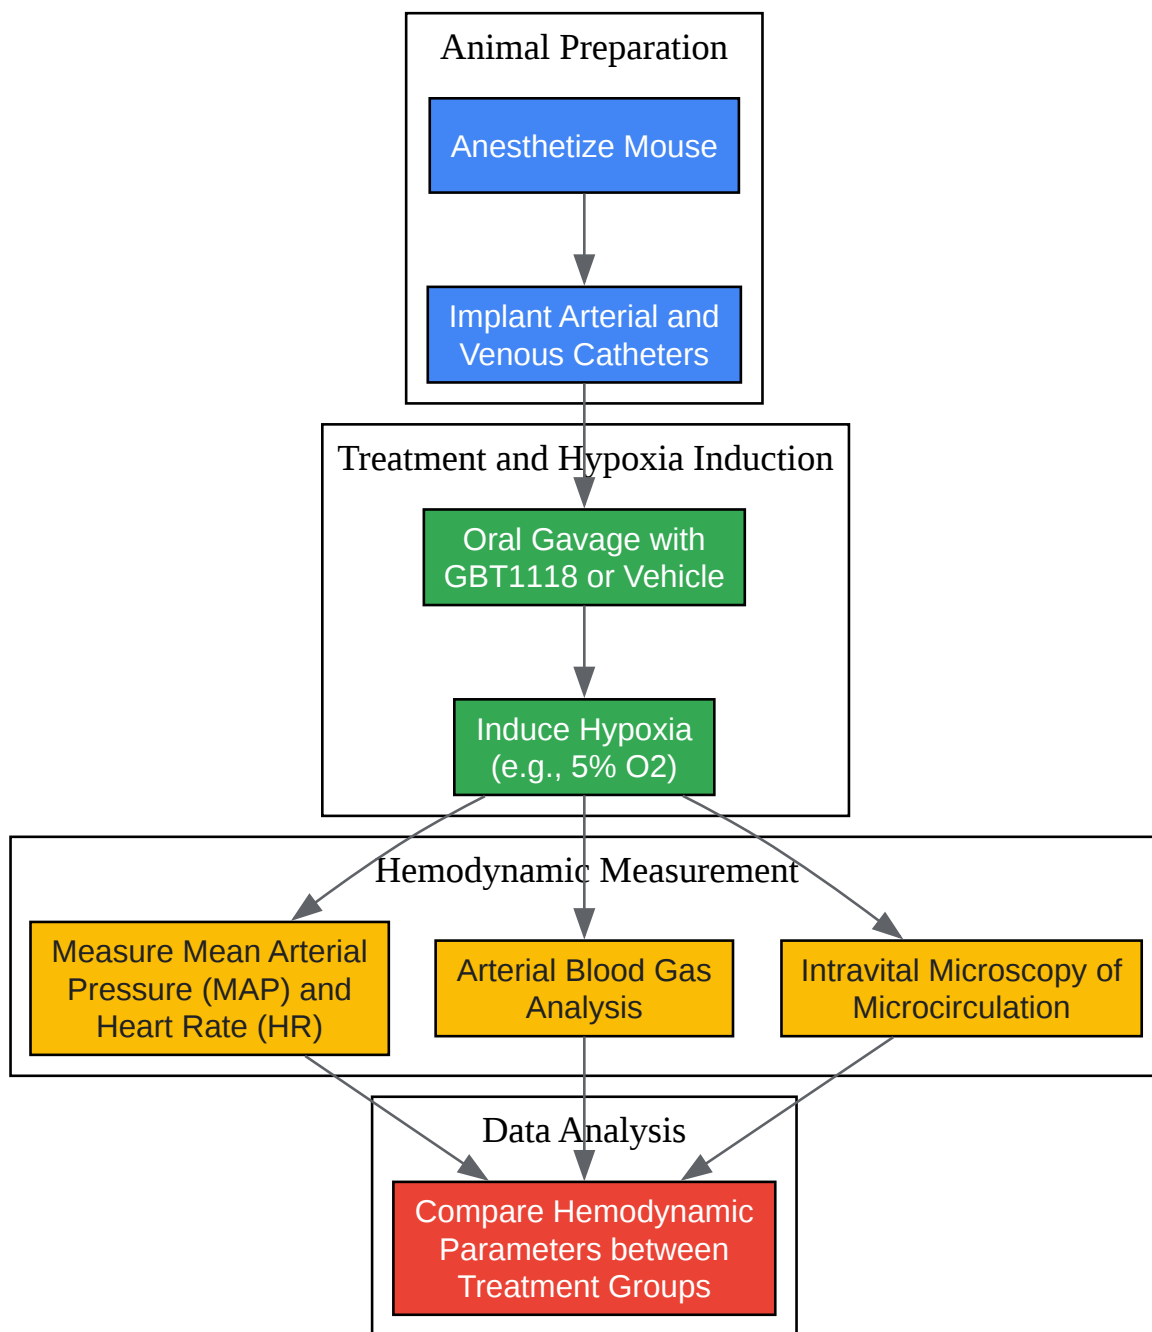 Animal Preparation
Anesthetize Mouse
Implant Arterial and
Venous Catheters
Treatment and Hypoxia Induction
Oral Gavage with
GBT1118 or Vehicle
Induce Hypoxia
(e.g., 5% O2)
Hemodynamic Measurement
Measure Mean Arterial
Pressure (MAP) and
Heart Rate (HR)
Arterial Blood Gas
Analysis
Intravital Microscopy of
Microcirculation
Data Analysis
Compare Hemodynamic
Parameters between
Treatment Groups